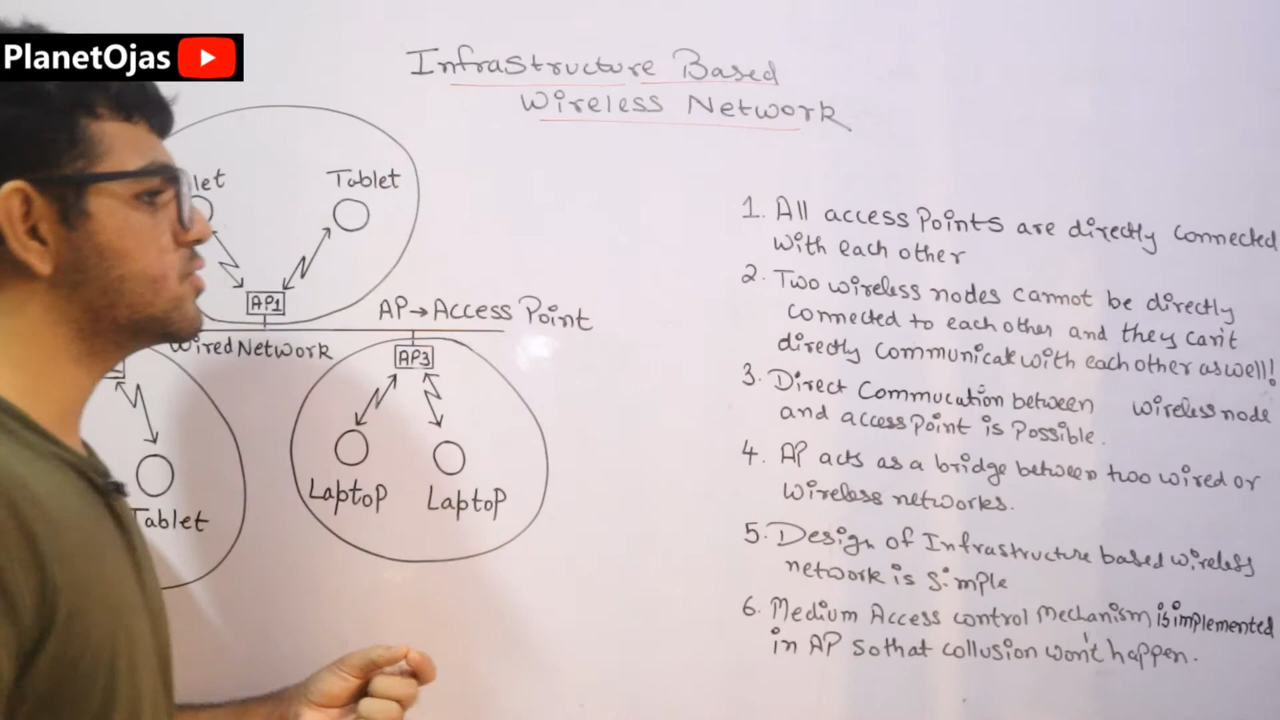 PlanetOjas
Infrastructure Based
Wireless Network
let
Tablet
AP1
AP→Access Point
Wired Network
AP3
Laptop
Laptop
Tablet
1. All access Points are directly connected
with each other
2. Two wireless nodes cannot be directly
connected to each other and they can't
directly communicate with each other as well!
3. Direct Commucation between wireless node
and access Point is Possible.
4. AP acts as a bridge between two wired or
wireless networks.
5. Design of Infrastructure based wireless
network is Simple
6. Medium Access control Mechanism is implemented
in AP so that collusion won't happen.